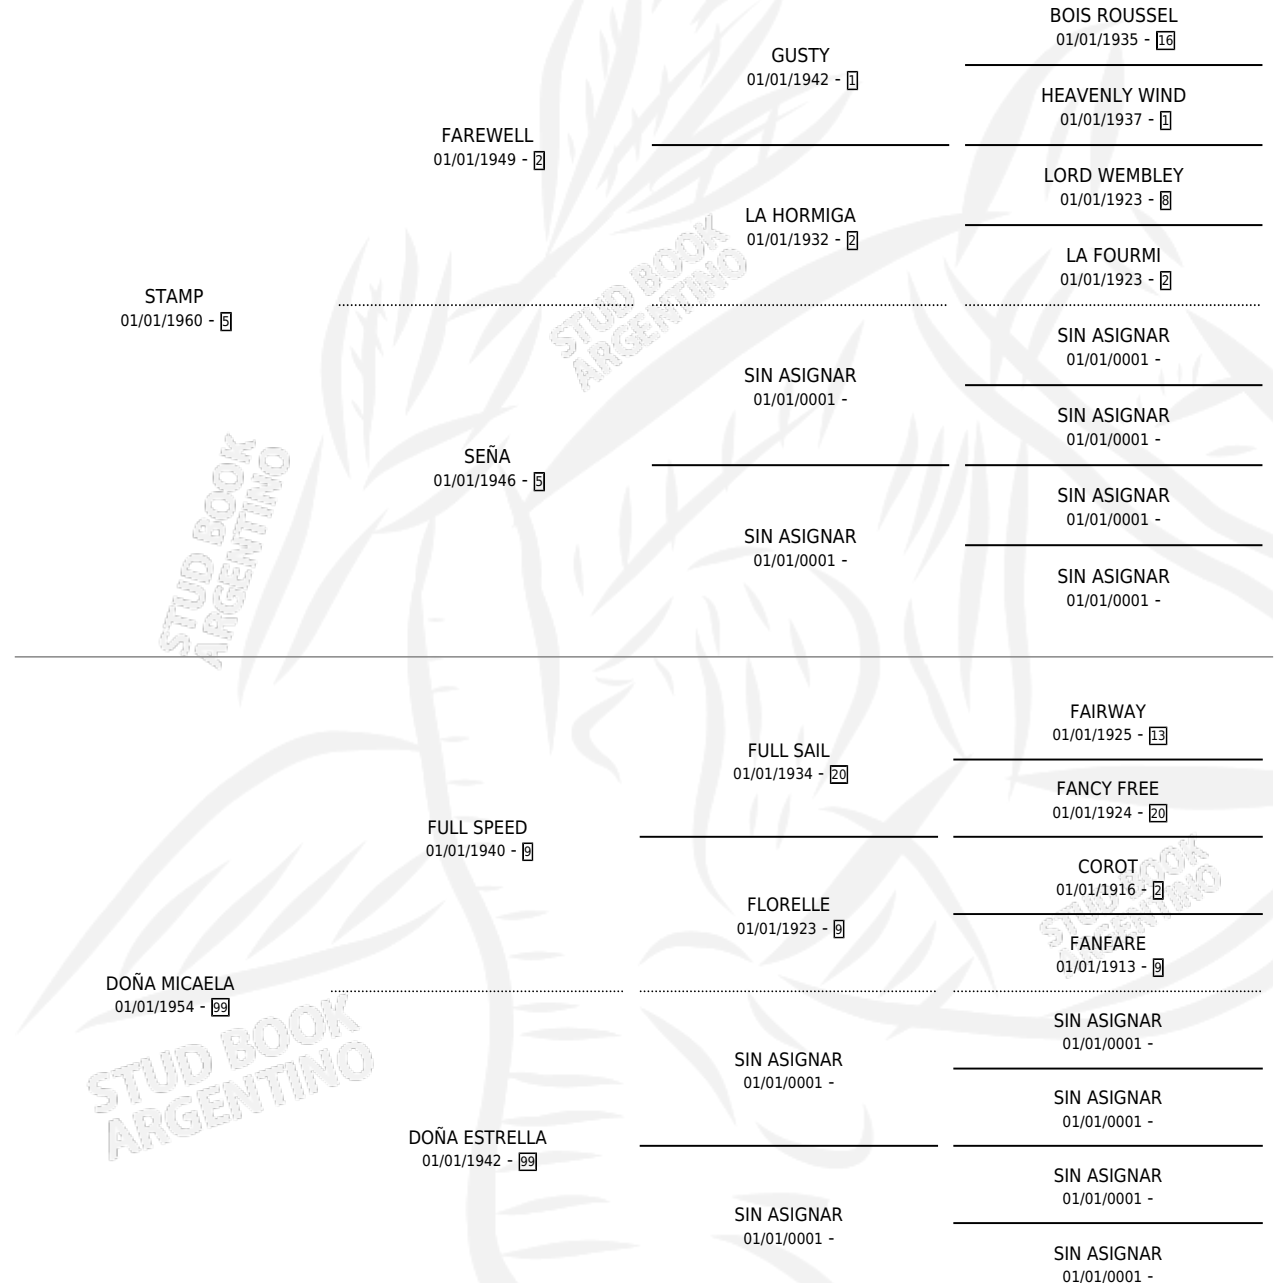 BOIS ROUSSEL
01/01/1935 - 16
GUSTY
01/01/1942 - 1
HEAVENLY WIND
01/01/1937 - 1
FAREWELL
01/01/1949 - 2
LORD WEMBLEY
01/01/1923 - 8
LA HORMIGA
01/01/1932 - 2
LA FOURMI
01/01/1923 - 2
STAMP
01/01/1960 - 5
STUD BOOK
ARGENTINO
SIN ASIGNAR
01/01/0001 -
SIN ASIGNAR
01/01/0001 -
SIN ASIGNAR
01/01/0001 -
SEÑA
01/01/1946 - 5
STUD BOOK
ARGENTINO
SIN ASIGNAR
01/01/0001 -
SIN ASIGNAR
01/01/0001 -
SIN ASIGNAR
01/01/0001 -
FAIRWAY
01/01/1925 - 13
FULL SAIL
01/01/1934 - 20
FANCY FREE
01/01/1924 - 20
FULL SPEED
01/01/1940 - 9
COROT
01/01/1916 - 2
STUD BOOK
ARGENTINO
FLORELLE
01/01/1923 - 9
FANFARE
01/01/1913 - 9
DOÑA MICAELA
01/01/1954 - 99
STUD BOOK
ARGENTINO
SIN ASIGNAR
01/01/0001 -
SIN ASIGNAR
01/01/0001 -
SIN ASIGNAR
01/01/0001 -
DOÑA ESTRELLA
01/01/1942 - 99
SIN ASIGNAR
01/01/0001 -
SIN ASIGNAR
01/01/0001 -
SIN ASIGNAR
01/01/0001 -